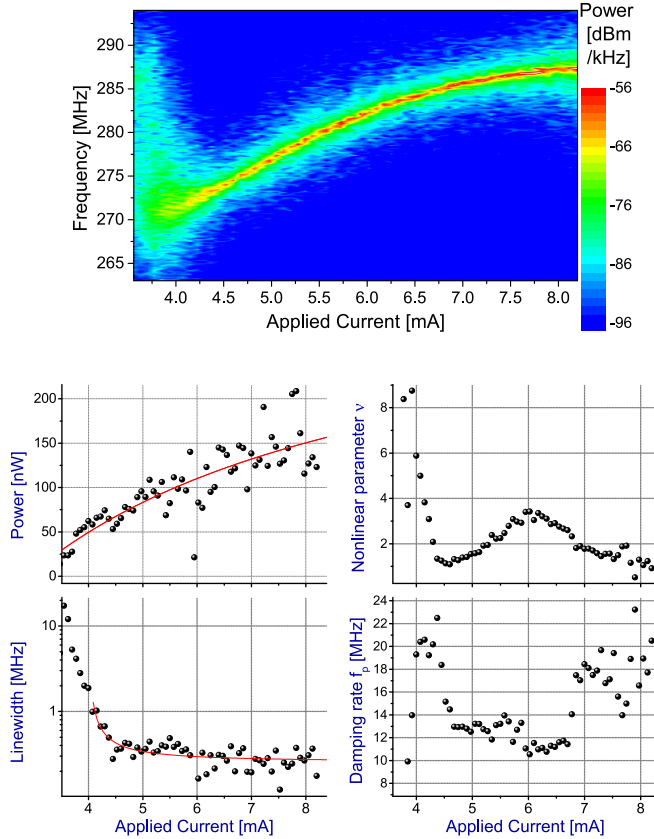 Power
[dBm
/kHz]
Frequency [MHz]
290
285
280
275
270
265
4.0 4.5 5.0 5.5 6.0 6.5 7.0 7.5 8.0
Applied Current [mA]
-56
-66
-76
-86
-96
Power [nW]
200
150
100
50
0
Nonlinear parameter ν
8
6
4
2
Linewidth [MHz]
10
1
4 5 6 7 8
Applied Current [mA]
Damping rate f_p [MHz]
24
22
20
18
16
14
12
10
8
4 5 6 7 8
Applied Current [mA]